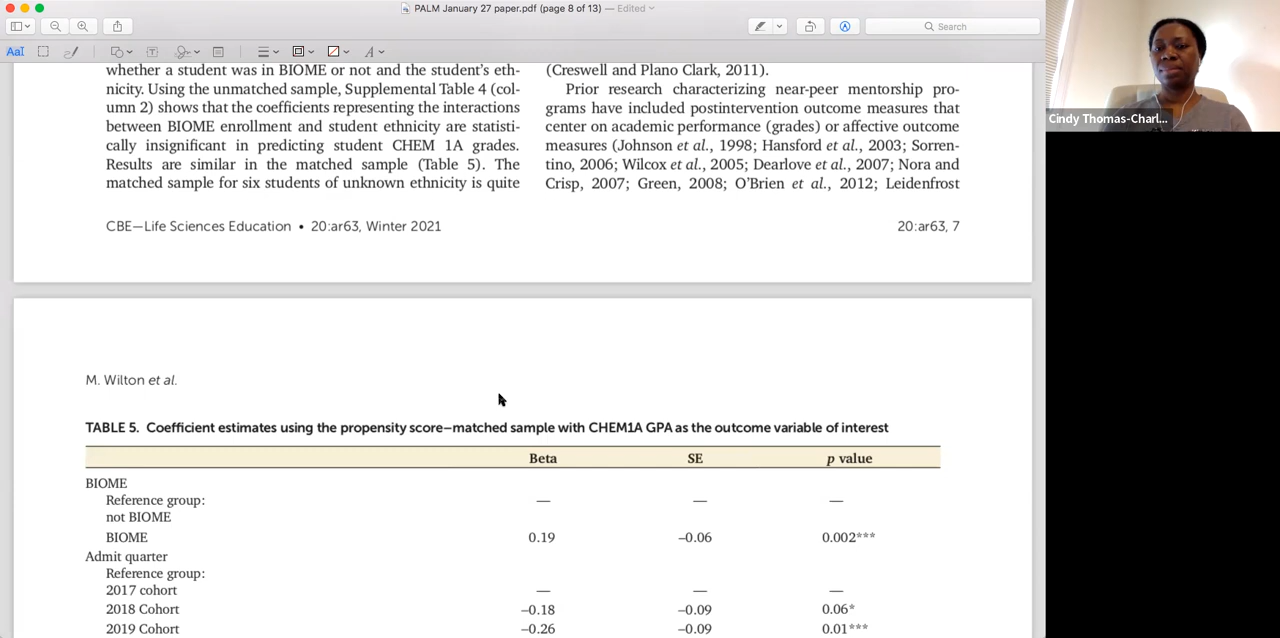 PALM January 27 paper.pdf (page 8 of 13) — Edited
Search
AaI
whether a student was in BIOME or not and the student's eth-
nicity. Using the unmatched sample, Supplemental Table 4 (col-
umn 2) shows that the coefficients representing the interactions
between BIOME enrollment and student ethnicity are statisti-
cally insignificant in predicting student CHEM 1A grades.
Results are similar in the matched sample (Table 5). The
matched sample for six students of unknown ethnicity is quite
(Creswell and Plano Clark, 2011).
Prior research characterizing near-peer mentorship pro-
grams have included postintervention outcome measures that
center on academic performance (grades) or affective outcome
measures (Johnson et al., 1998; Hansford et al., 2003; Sorren-
tino, 2006; Wilcox et al., 2005; Dearlove et al., 2007; Nora and
Crisp, 2007; Green, 2008; O'Brien et al., 2012; Leidenfrost
CBE—Life Sciences Education • 20:ar63, Winter 2021
20:ar63, 7
M. Wilton et al.
TABLE 5. Coefficient estimates using the propensity score–matched sample with CHEM1A GPA as the outcome variable of interest
Beta SE p value
BIOME
Reference group: — — —
not BIOME
BIOME 0.19 –0.06 0.002***
Admit quarter
Reference group:
2017 cohort — — —
2018 Cohort –0.18 –0.09 0.06*
2019 Cohort –0.26 –0.09 0.01***
Cindy Thomas-Charl...